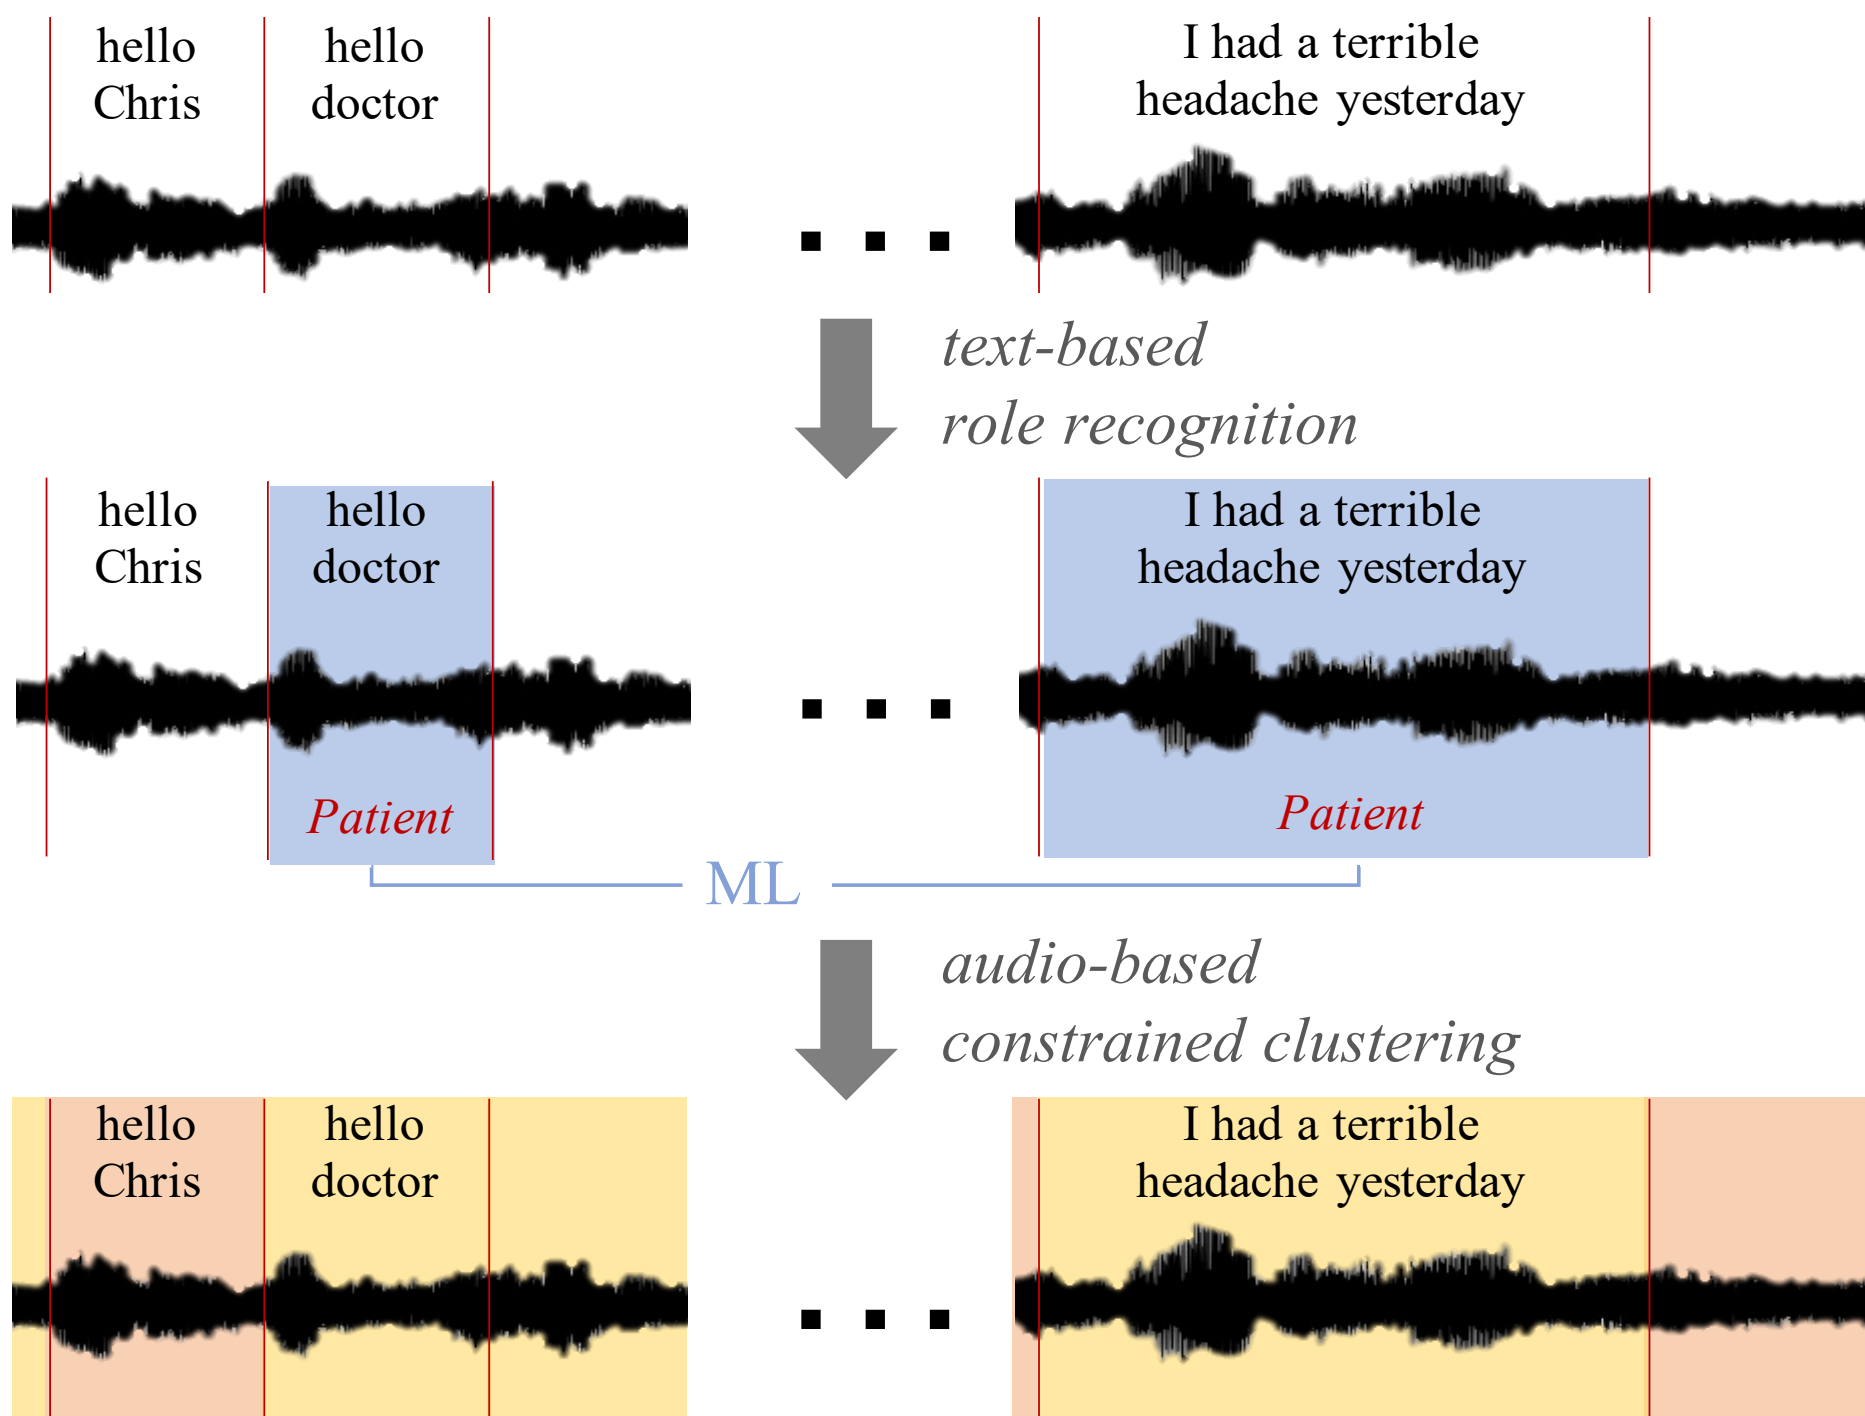 hello
Chris
hello
doctor
I had a terrible
headache yesterday
text-based
role recognition
hello
Chris
hello
doctor
I had a terrible
headache yesterday
Patient
Patient
ML
audio-based
constrained clustering
hello
Chris
hello
doctor
I had a terrible
headache yesterday